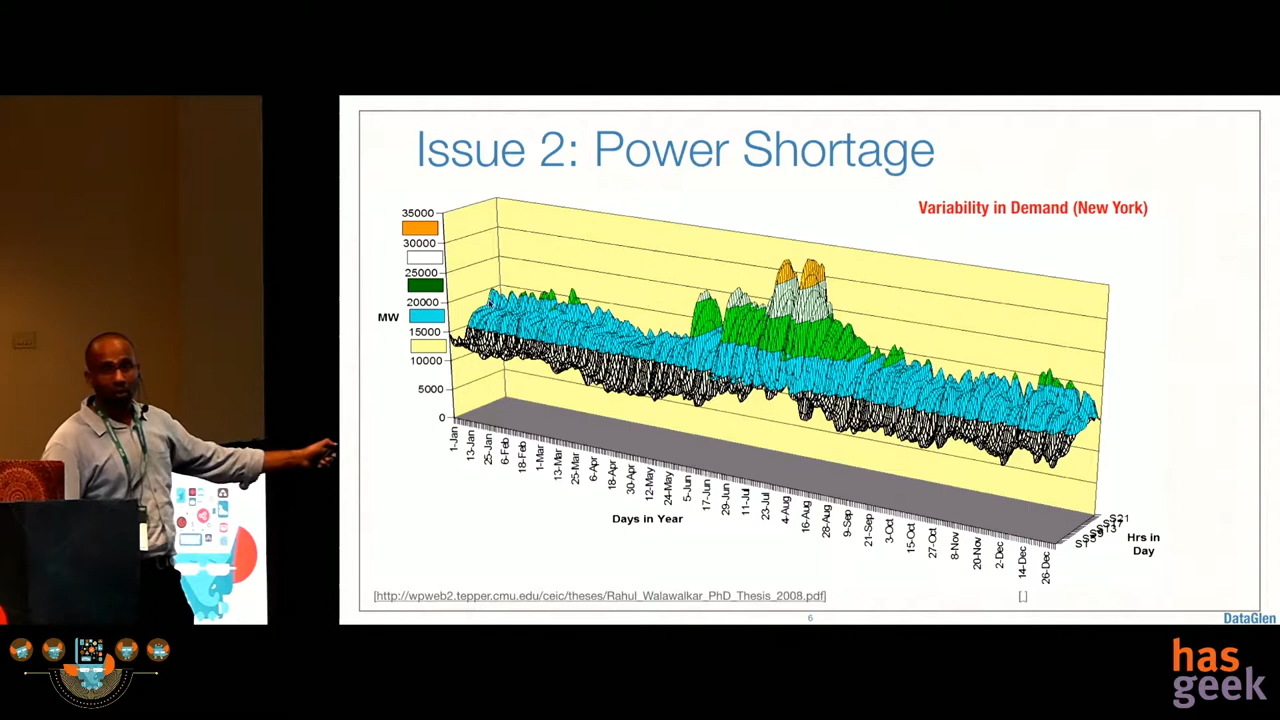 Issue 2: Power Shortage
Variability in Demand (New York)
35000
30000
25000
20000
MW
15000
10000
5000
0
1-Jan
13-Jan
25-Jan
6-Feb
18-Feb
1-Mar
13-Mar
25-Mar
6-Apr
18-Apr
30-Apr
12-May
24-May
5-Jun
17-Jun
29-Jun
11-Jul
23-Jul
4-Aug
16-Aug
28-Aug
9-Sep
21-Sep
3-Oct
15-Oct
27-Oct
8-Nov
20-Nov
2-Dec
14-Dec
26-Dec
S21
Days in Year
Hrs in
Day
[http://wpweb2.tepper.cmu.edu/ceic/theses/Rahul_Walawalkar_PhD_Thesis_2008.pdf]
[.]
6
DataGlen
has
geek